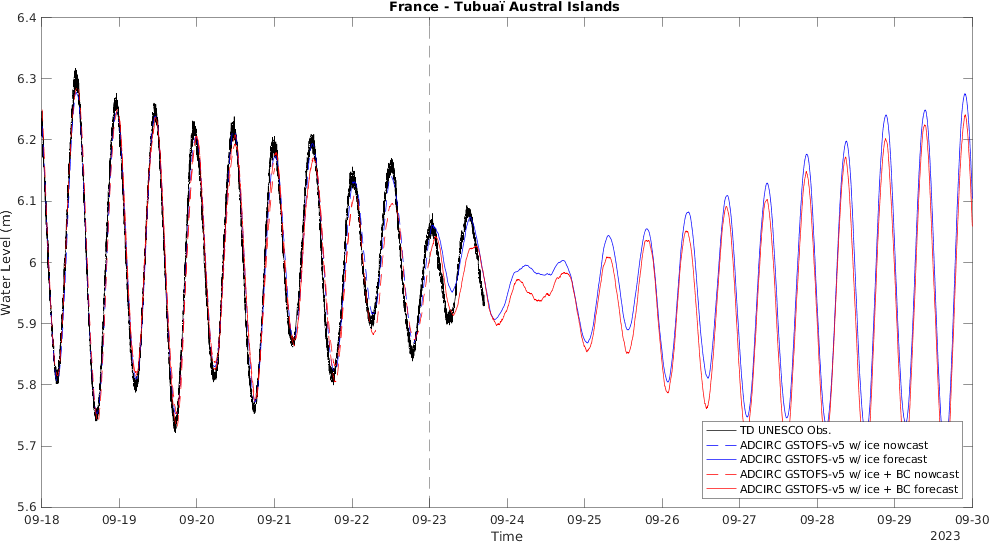 France - Tubuaï Austral Islands
6.4
6.3
6.2
6.1
6
5.9
5.8
5.7
5.6
Water Level (m)
TD UNESCO Obs.
ADCIRC GSTOFS-v5 w/ ice nowcast
ADCIRC GSTOFS-v5 w/ ice forecast
ADCIRC GSTOFS-v5 w/ ice + BC nowcast
ADCIRC GSTOFS-v5 w/ ice + BC forecast
09-18 09-19 09-20 09-21 09-22 09-23 09-24 09-25 09-26 09-27 09-28 09-29 09-30
Time
2023